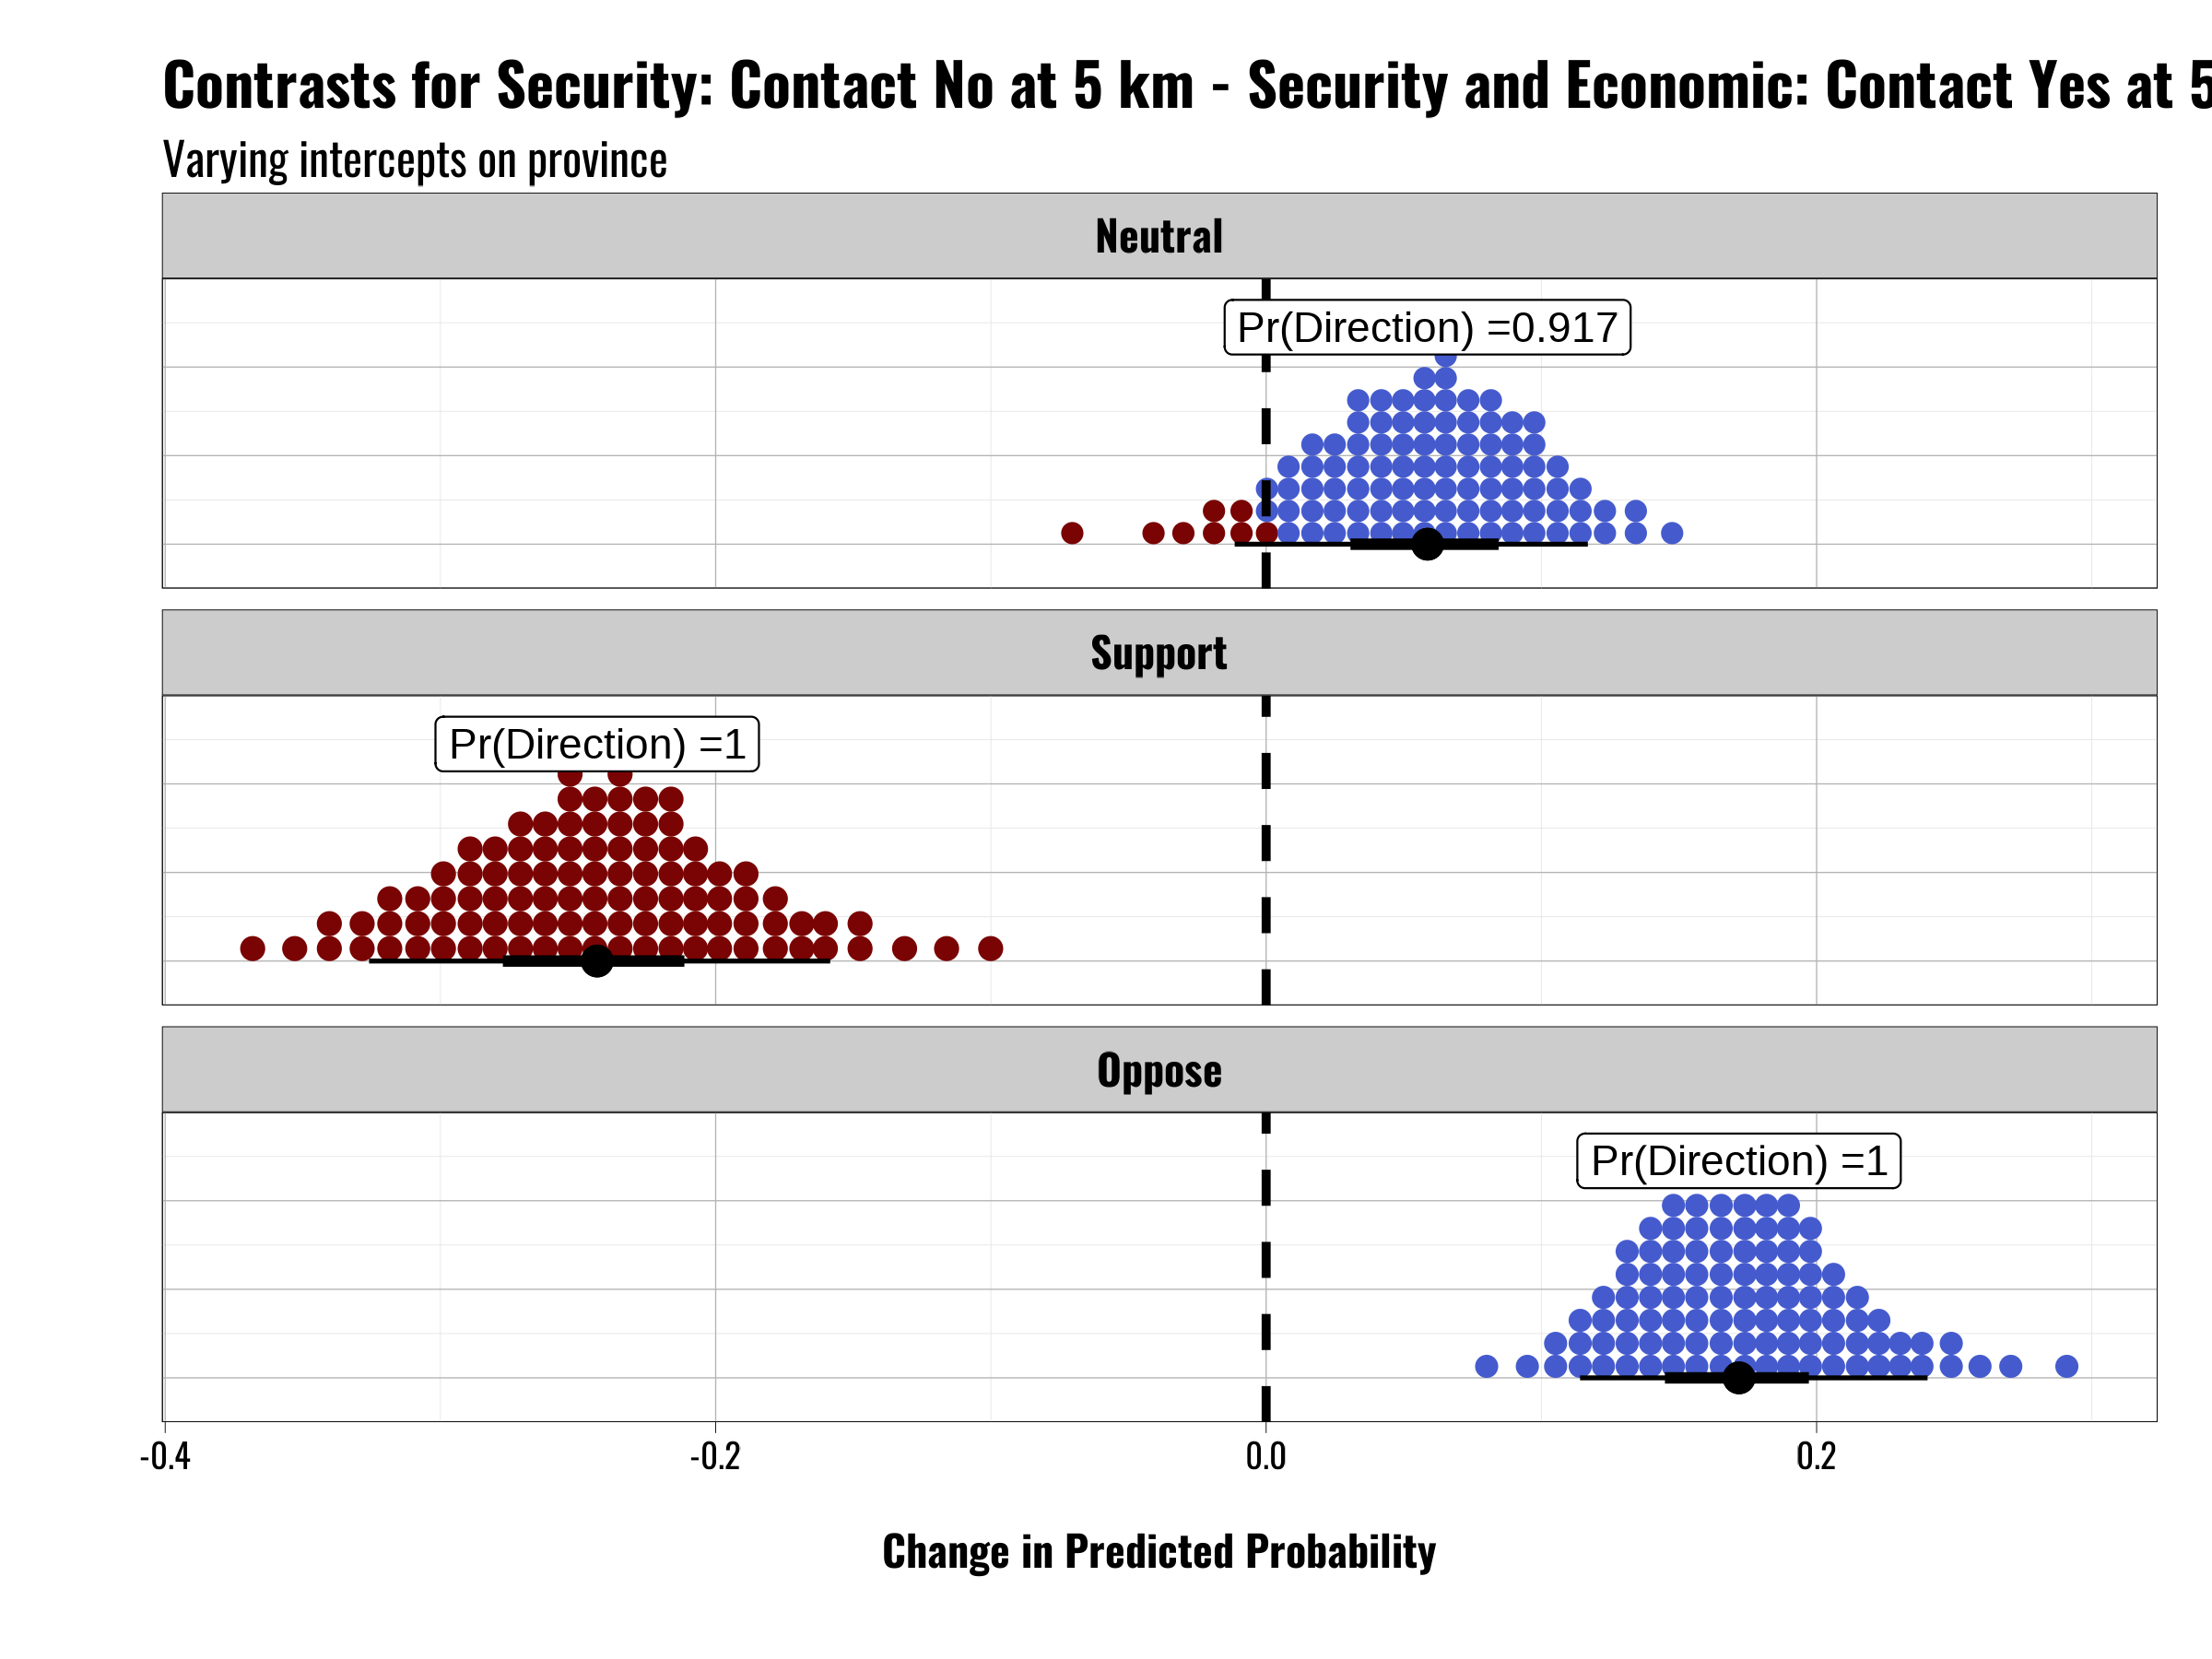 Contrasts for Security: Contact No at 5 km - Security and Economic: Contact Yes at 5
Varying intercepts on province
Neutral
Pr(Direction) =0.917
Support
Pr(Direction) =1
Oppose
Pr(Direction) =1
-0.4 -0.2 0.0 0.2
Change in Predicted Probability